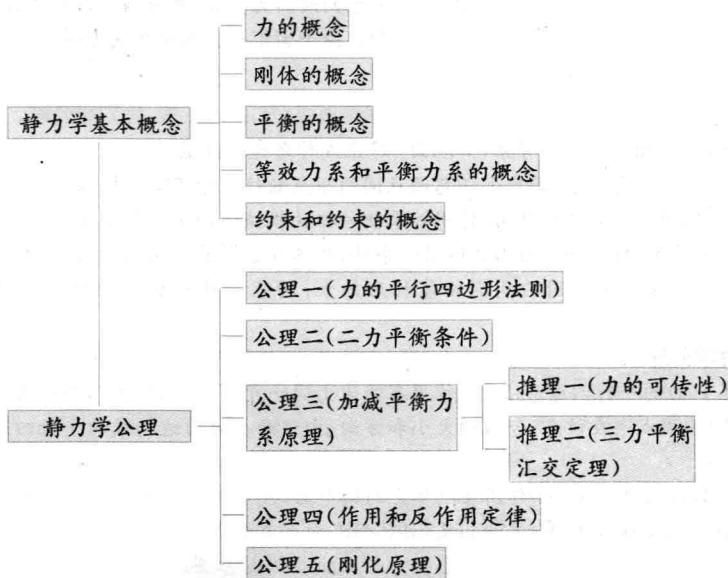 力的概念
刚体的概念
静力学基本概念
平衡的概念
等效力系和平衡力系的概念
约束和约束的概念
公理一(力的平行四边形法则)
公理二(二力平衡条件)
静力学公理
公理三(加减平衡力
系原理)
推理一(力的可传性)
推理二(三力平衡
汇交定理)
公理四(作用和反作用定律)
公理五(刚化原理)